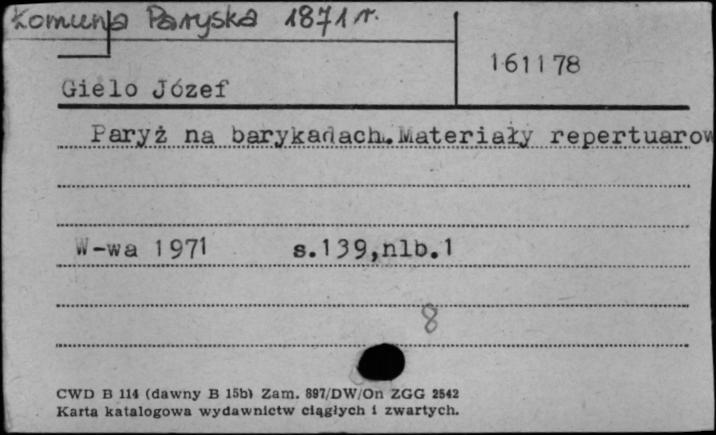 Komuna Paryska 1871 r.
161178
Gielo Józef
Paryż na barykadach.Materiały repertuarow
W-wa 1971 s.139,nlb.1
8
CWD B 114 (dawny B 15b) Zam. 897/DW/On ZGG 2542
Karta katalogowa wydawnictw ciągłych i zwartych.